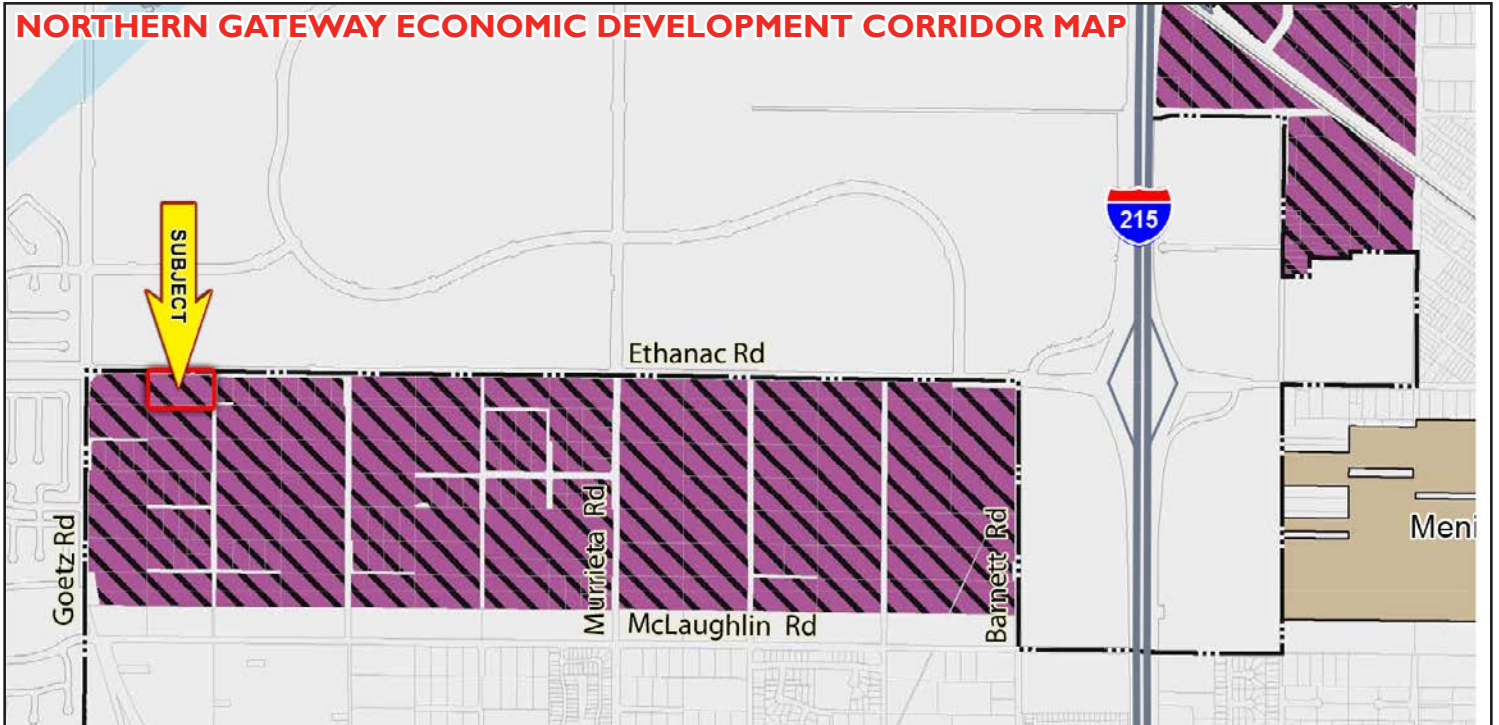 NORTHERN GATEWAY ECONOMIC DEVELOPMENT CORRIDOR MAP
215
SUBJECT
Ethanac Rd
Goetz Rd
Murrieta Rd
Barnett Rd
McLaughlin Rd
Meni